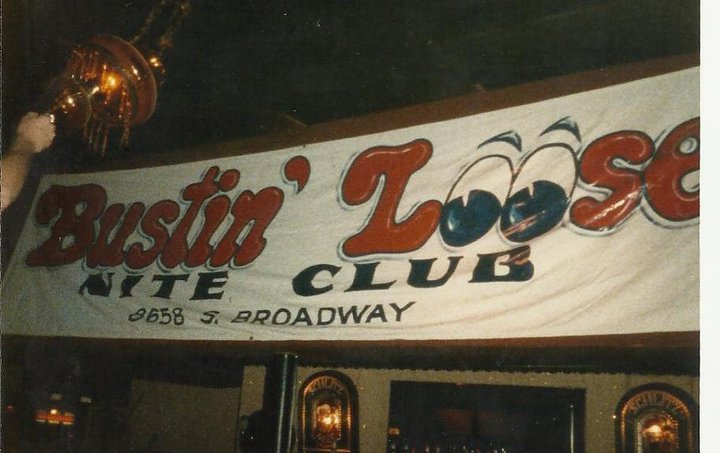 Bustin' Loose
NITE CLUB
8658 S. BROADWAY